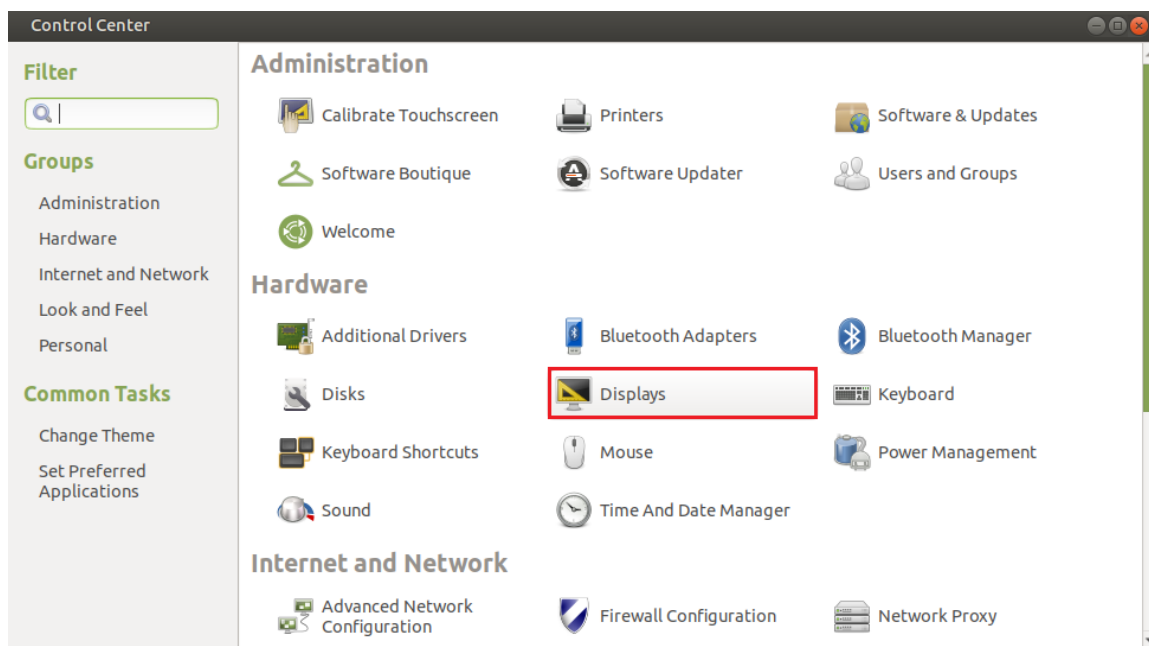 Control Center
Filter
Groups
Administration
Hardware
Internet and Network
Look and Feel
Personal
Common Tasks
Change Theme
Set Preferred
Applications
Administration
Calibrate Touchscreen
Printers
Software & Updates
Software Boutique
Software Updater
Users and Groups
Welcome
Hardware
Additional Drivers
Bluetooth Adapters
Bluetooth Manager
Disks
Displays
Keyboard
Keyboard Shortcuts
Mouse
Power Management
Sound
Time And Date Manager
Internet and Network
Advanced Network
Configuration
Firewall Configuration
Network Proxy